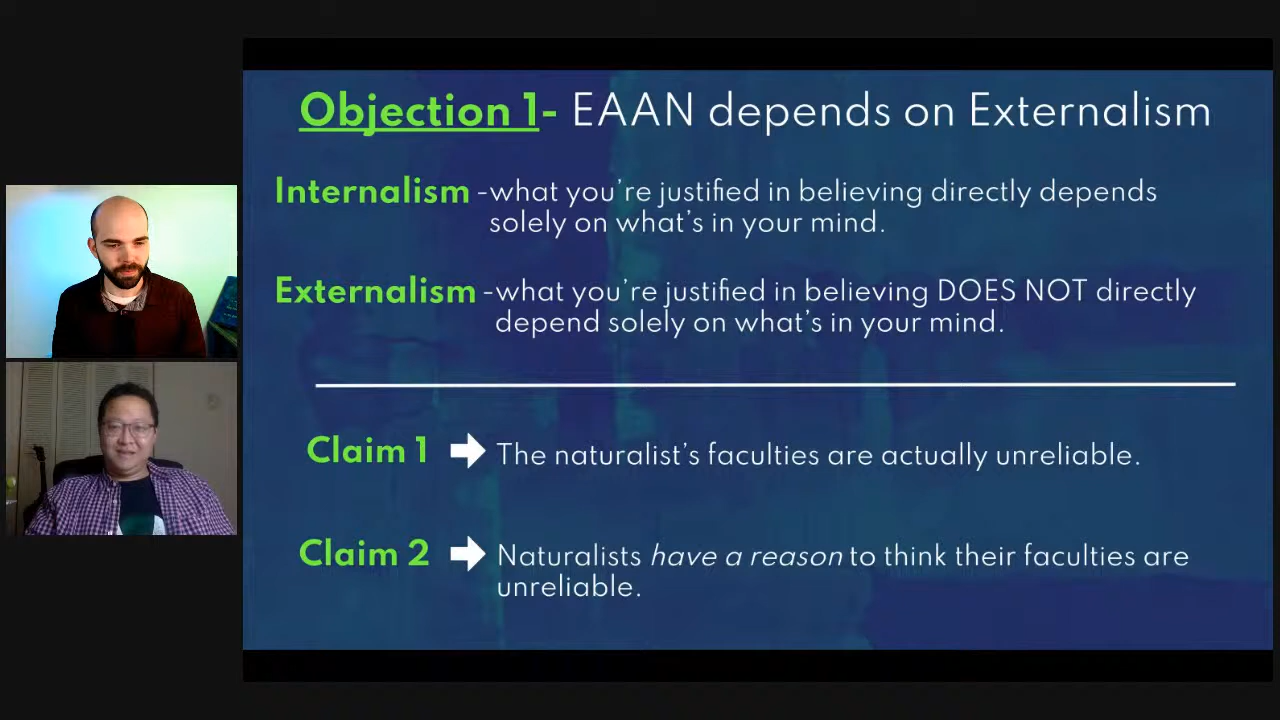 Objection 1- EAAN depends on Externalism
Internalism -what you're justified in believing directly depends
solely on what's in your mind.
Externalism -what you're justified in believing DOES NOT directly
depend solely on what's in your mind.
Claim 1 The naturalist's faculties are actually unreliable.
Claim 2 Naturalists have a reason to think their faculties are
unreliable.